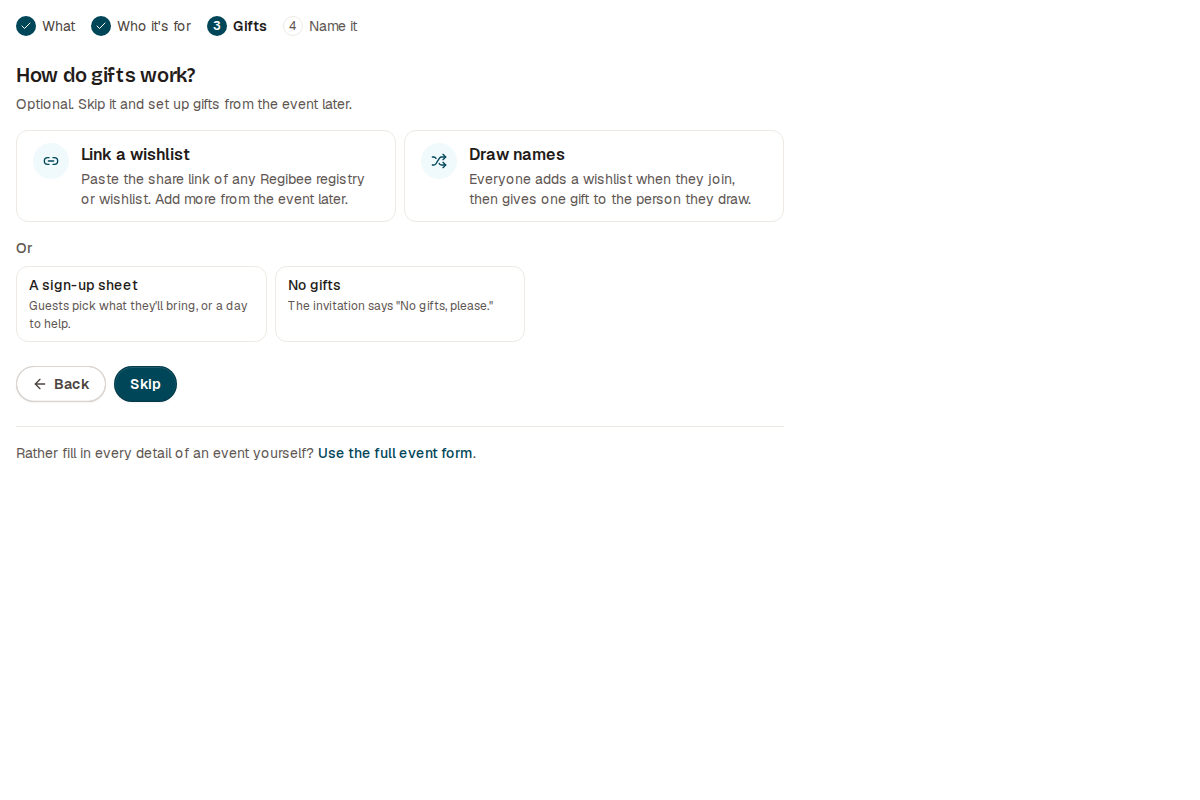 What Who it's for 3 Gifts 4 Name it
How do gifts work?
Optional. Skip it and set up gifts from the event later.
Link a wishlist
Paste the share link of any Regibee registry
or wishlist. Add more from the event later.
Draw names
Everyone adds a wishlist when they join,
then gives one gift to the person they draw.
Or
A sign-up sheet
Guests pick what they'll bring, or a day
to help.
No gifts
The invitation says "No gifts, please."
Back Skip
Rather fill in every detail of an event yourself? Use the full event form.